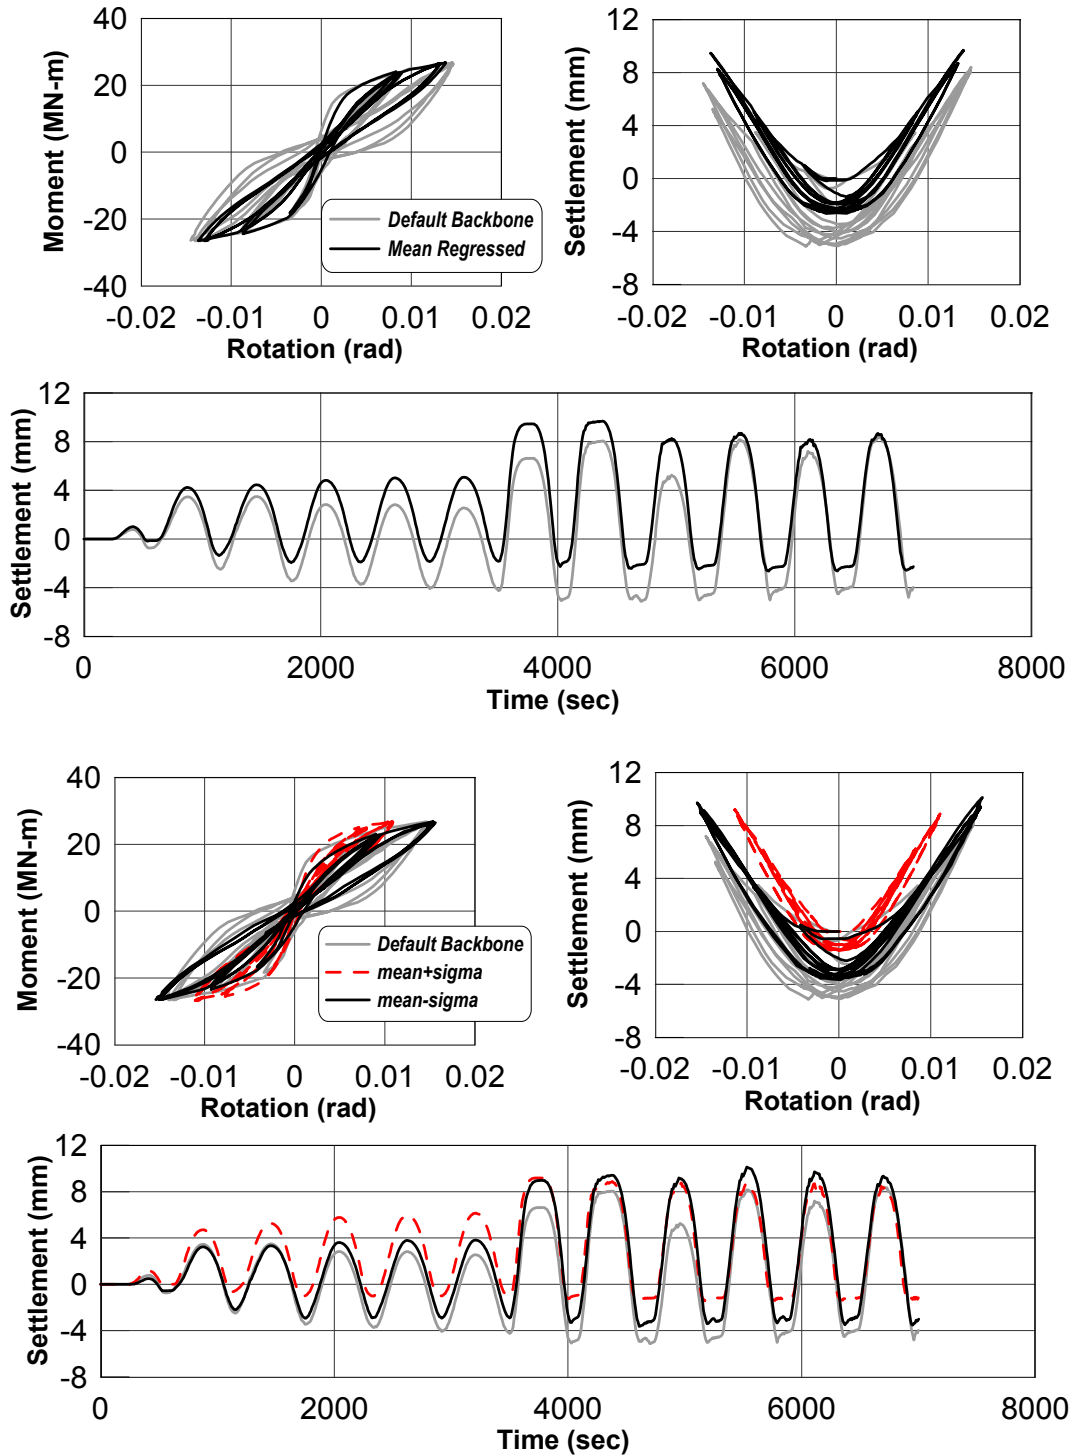 40
20
0
-20
-40
Moment (MN-m)
-0.02 -0.01 0 0.01 0.02
Rotation (rad)
Default Backbone
Mean Regressed
12
8
4
0
-4
-8
Settlement (mm)
-0.02 -0.01 0 0.01 0.02
Rotation (rad)
12
8
4
0
-4
-8
Settlement (mm)
0 2000 4000 6000 8000
Time (sec)
40
20
0
-20
-40
Moment (MN-m)
-0.02 -0.01 0 0.01 0.02
Rotation (rad)
Default Backbone
mean+sigma
mean-sigma
12
8
4
0
-4
-8
Settlement (mm)
-0.02 -0.01 0 0.01 0.02
Rotation (rad)
12
8
4
0
-4
-8
Settlement (mm)
0 2000 4000 6000 8000
Time (sec)